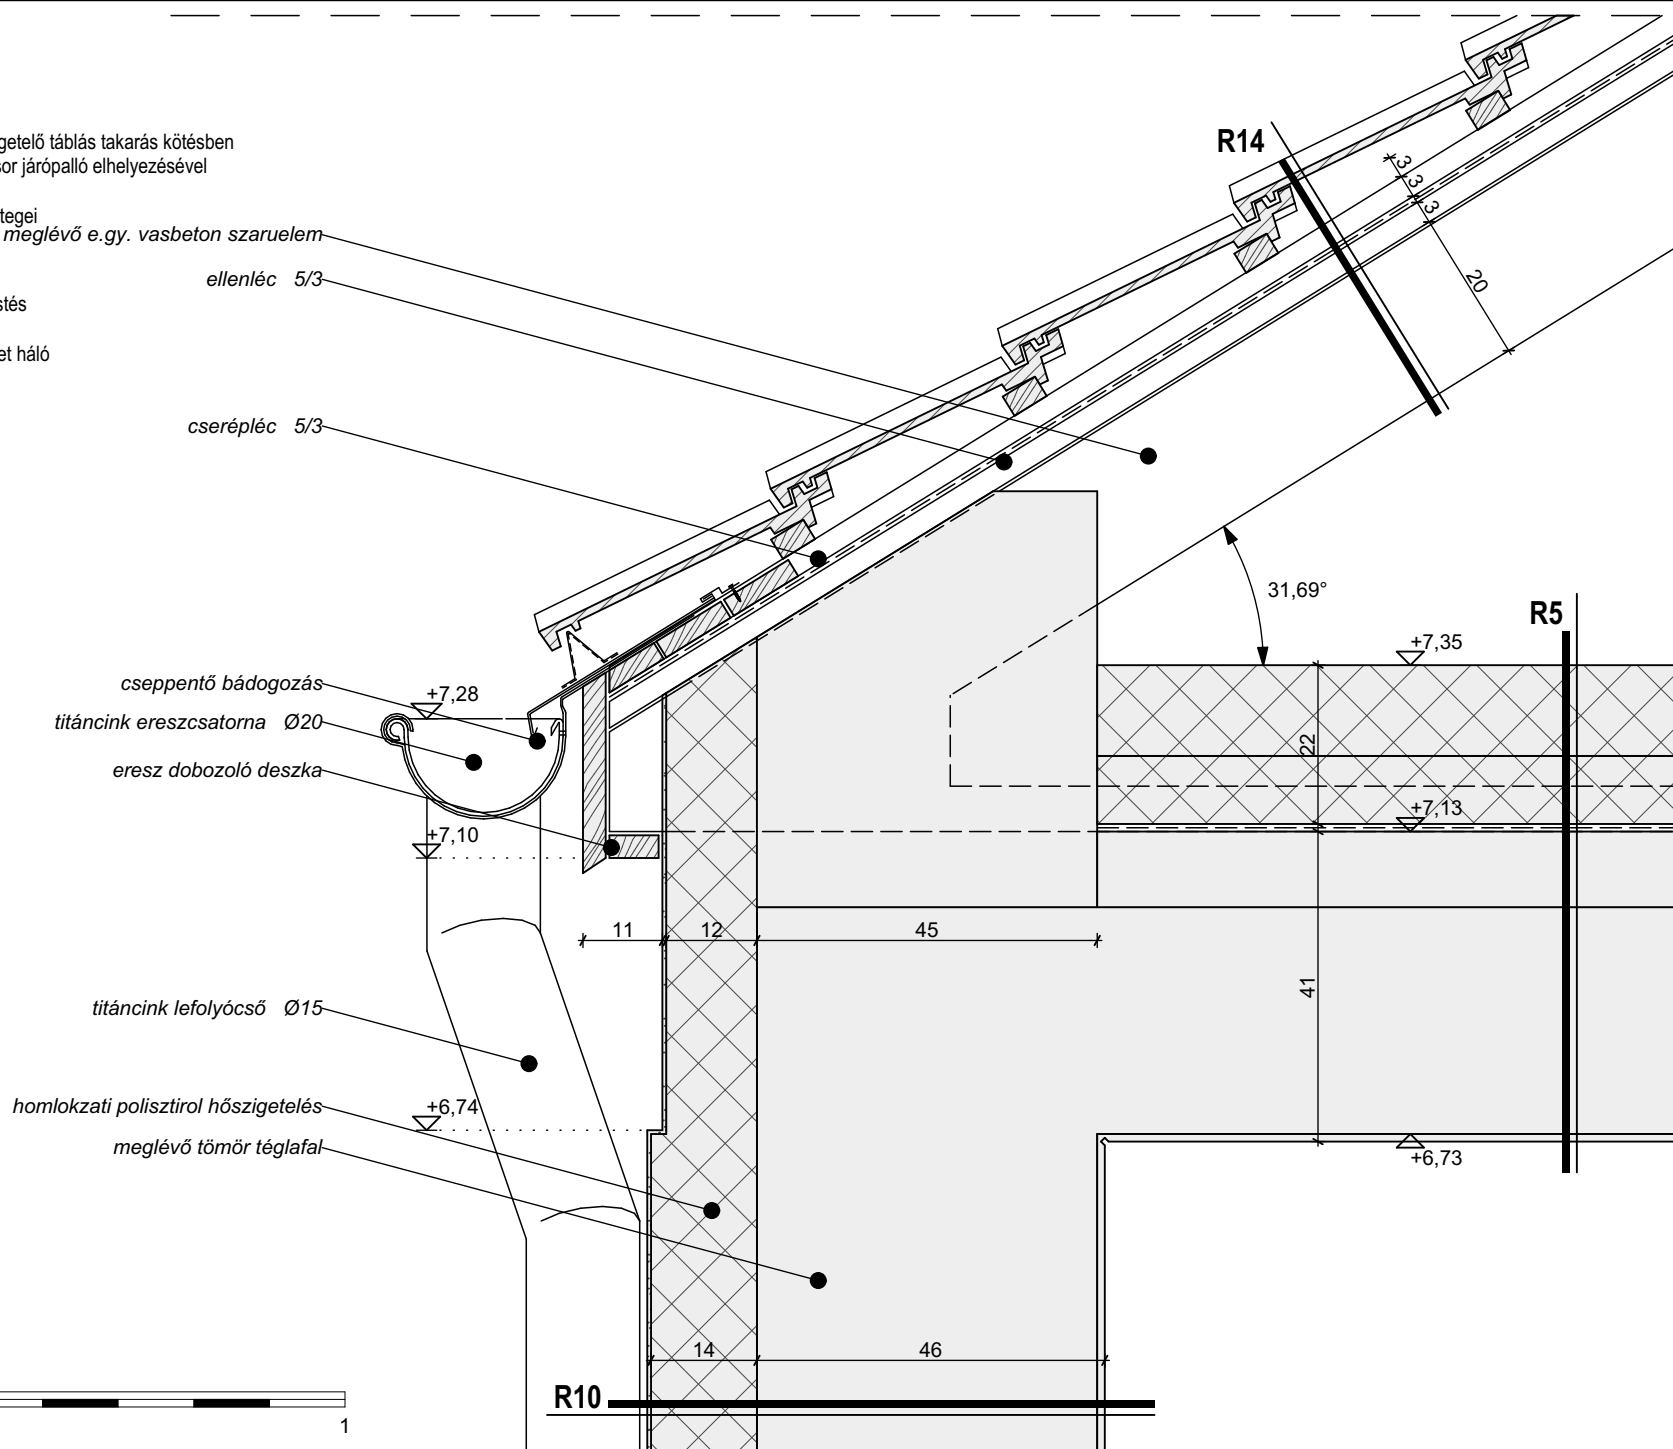 getelő táblás takarás kötésben
sor járópalló elhelyezésével
tegei
meglévő e.gy. vasbeton szaruelem
ellenléc 5/3
stés
et háló
cserépléc 5/3
R14
3
3
3
20
31,69°
R5
+7,35
cseppentő bádogozás
+7,28
titáncink ereszcsatorna Ø20
eresz dobozoló deszka
22
+7,13
+7,10
11
12
45
41
titáncink lefolyócső Ø15
homlokzati polisztirol hőszigetelés
+6,74
meglévő tömör téglafal
+6,73
14
46
R10
1